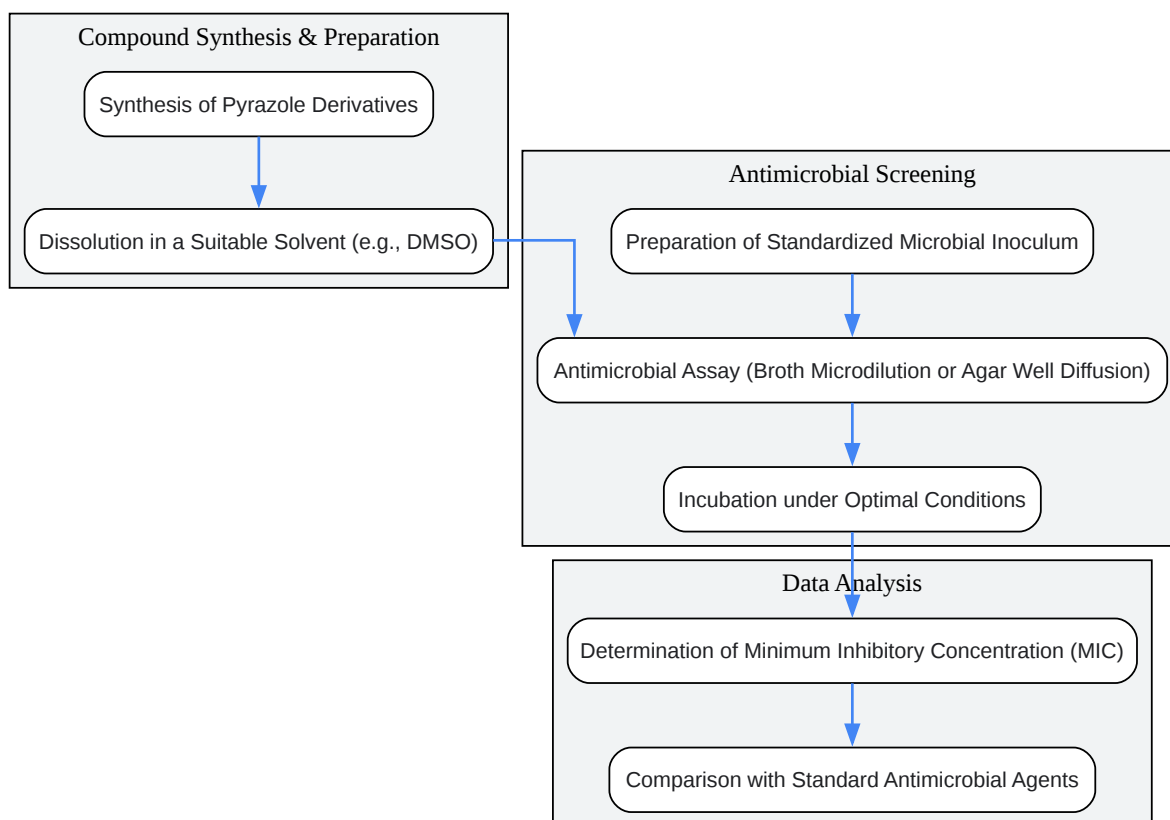 Compound Synthesis & Preparation
Synthesis of Pyrazole Derivatives
Dissolution in a Suitable Solvent (e.g., DMSO)
Antimicrobial Screening
Preparation of Standardized Microbial Inoculum
Antimicrobial Assay (Broth Microdilution or Agar Well Diffusion)
Incubation under Optimal Conditions
Data Analysis
Determination of Minimum Inhibitory Concentration (MIC)
Comparison with Standard Antimicrobial Agents